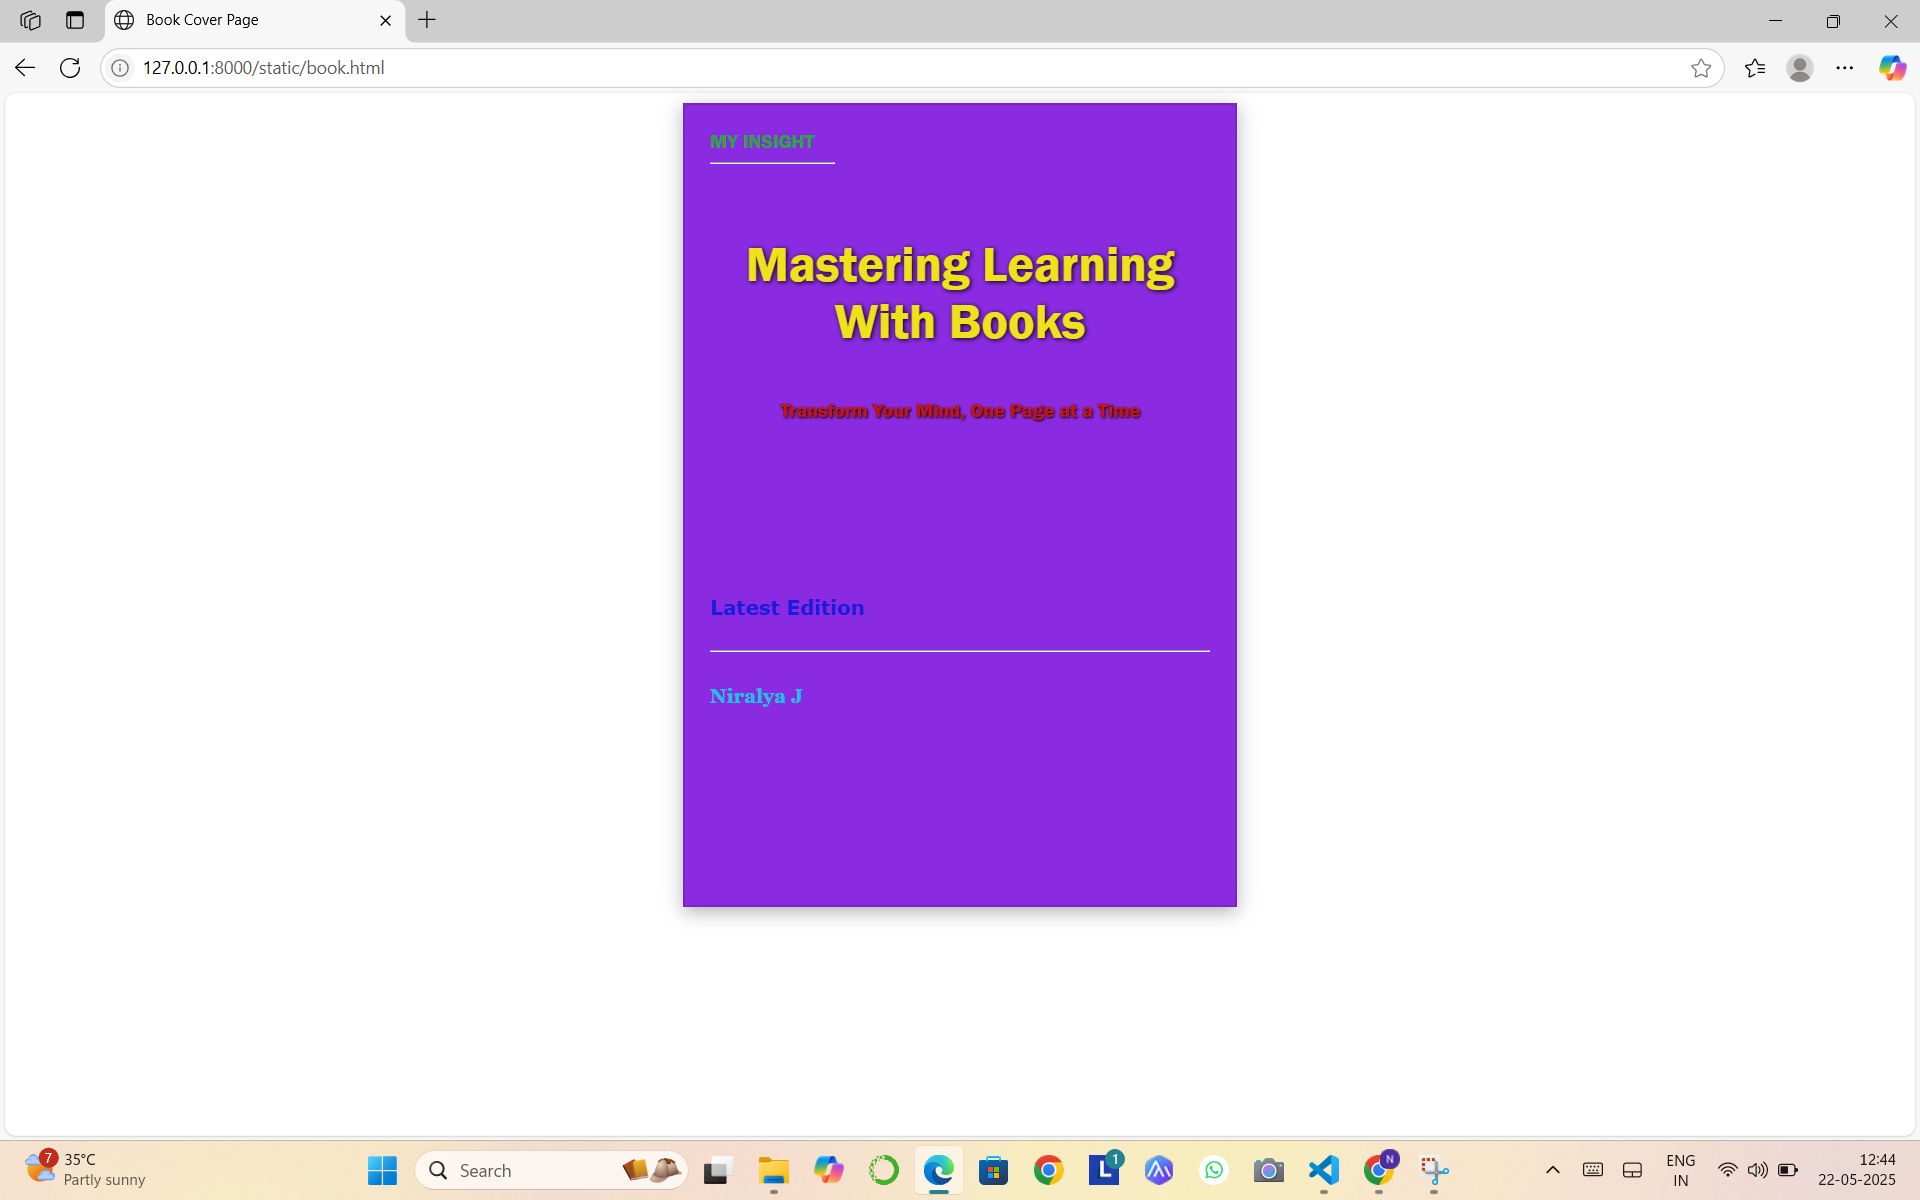 Book Cover Page
127.0.0.1:8000/static/book.html
MY INSIGHT
Mastering Learning
With Books
Transform Your Mind, One Page at a Time
Latest Edition
Niralya J
7
35°C
Partly sunny
Search
L
1
N
ENG
IN
12:44
22-05-2025